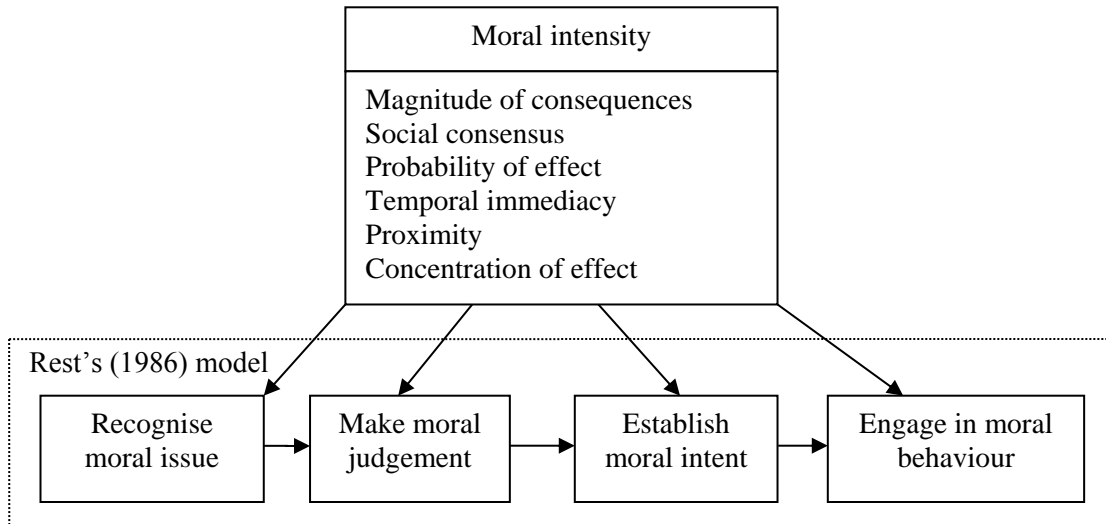 Moral intensity
Magnitude of consequences
Social consensus
Probability of effect
Temporal immediacy
Proximity
Concentration of effect
Rest's (1986) model
Recognise
moral issue
Make moral
judgement
Establish
moral intent
Engage in moral
behaviour